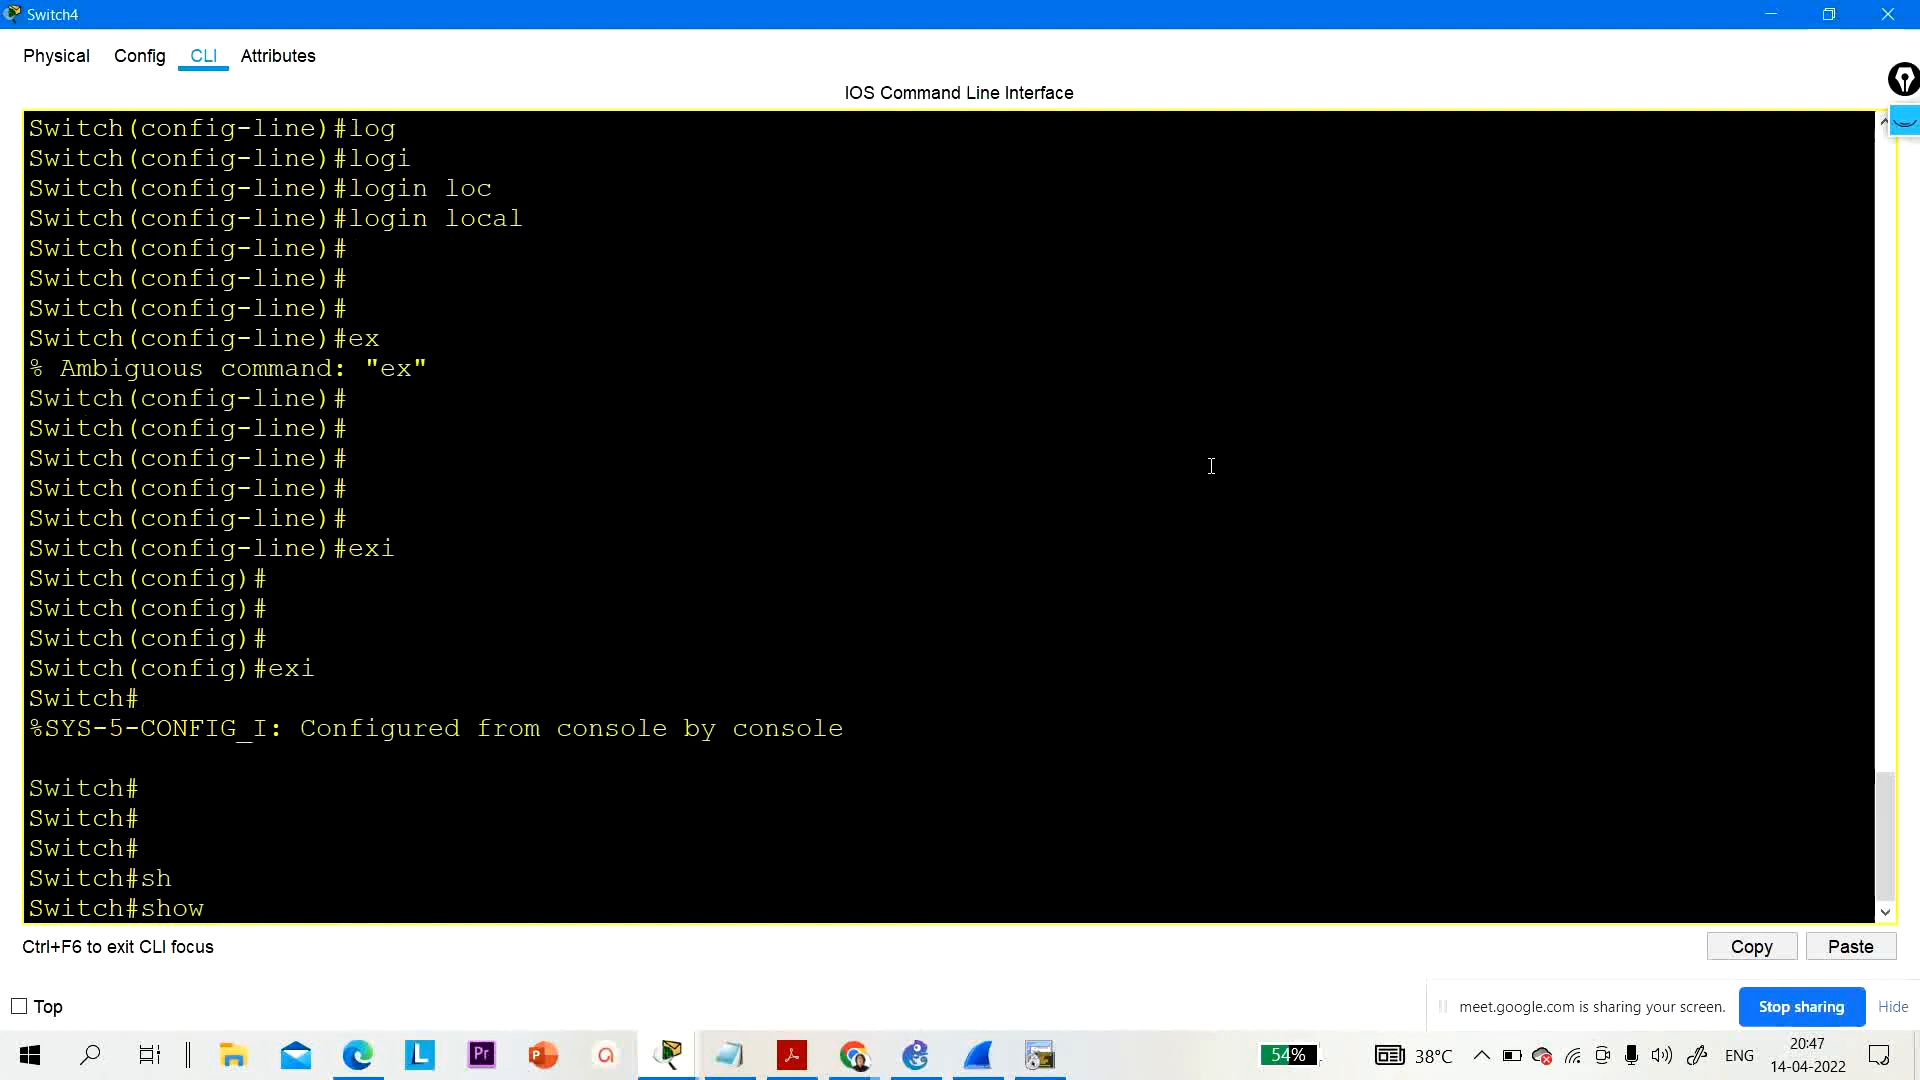 Switch4
Physical Config CLI Attributes
IOS Command Line Interface
Switch(config-line)#log
Switch(config-line)#logi
Switch(config-line)#login loc
Switch(config-line)#login local
Switch(config-line)#
Switch(config-line)#
Switch(config-line)#
Switch(config-line)#ex
% Ambiguous command: "ex"
Switch(config-line)#
Switch(config-line)#
Switch(config-line)#
Switch(config-line)#
Switch(config-line)#
Switch(config-line)#exi
Switch(config)#
Switch(config)#
Switch(config)#
Switch(config)#exi
Switch#
%SYS-5-CONFIG_I: Configured from console by console
Switch#
Switch#
Switch#
Switch#sh
Switch#show
Ctrl+F6 to exit CLI focus
Copy Paste
Top
meet.google.com is sharing your screen. Stop sharing Hide
L Pr P a 54% 38°C ENG 20:47
14-04-2022